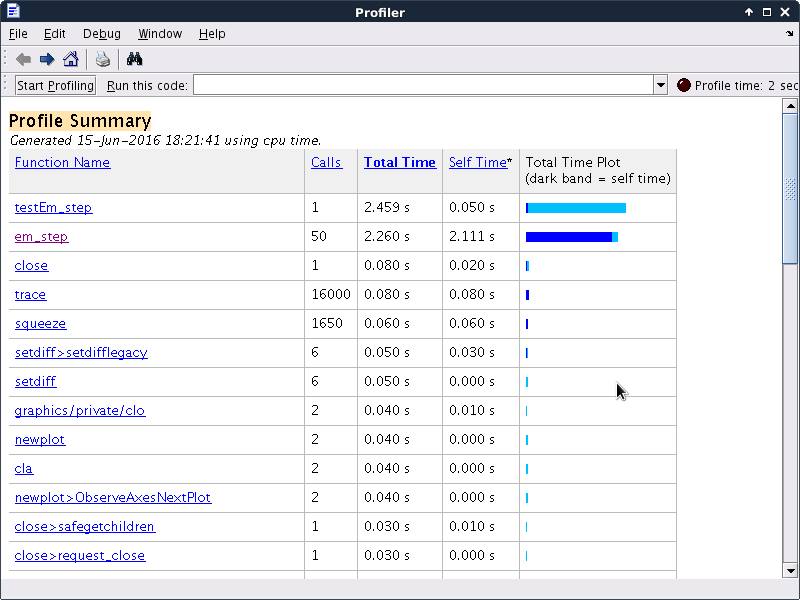 Profiler
File Edit Debug Window Help
Start Profiling Run this code: Profile time: 2 sec
Profile Summary
Generated 15-Jun-2016 18:21:41 using cpu time.
Function Name Calls Total Time Self Time* Total Time Plot
(dark band = self time)
testEm_step 1 2.459 s 0.050 s
em_step 50 2.260 s 2.111 s
close 1 0.080 s 0.020 s
trace 16000 0.080 s 0.080 s
squeeze 1650 0.060 s 0.060 s
setdiff>setdifflegacy 6 0.050 s 0.030 s
setdiff 6 0.050 s 0.000 s
graphics/private/clo 2 0.040 s 0.010 s
newplot 2 0.040 s 0.000 s
cla 2 0.040 s 0.000 s
newplot>ObserveAxesNextPlot 2 0.040 s 0.000 s
close>safegetchildren 1 0.030 s 0.010 s
close>request_close 1 0.030 s 0.000 s